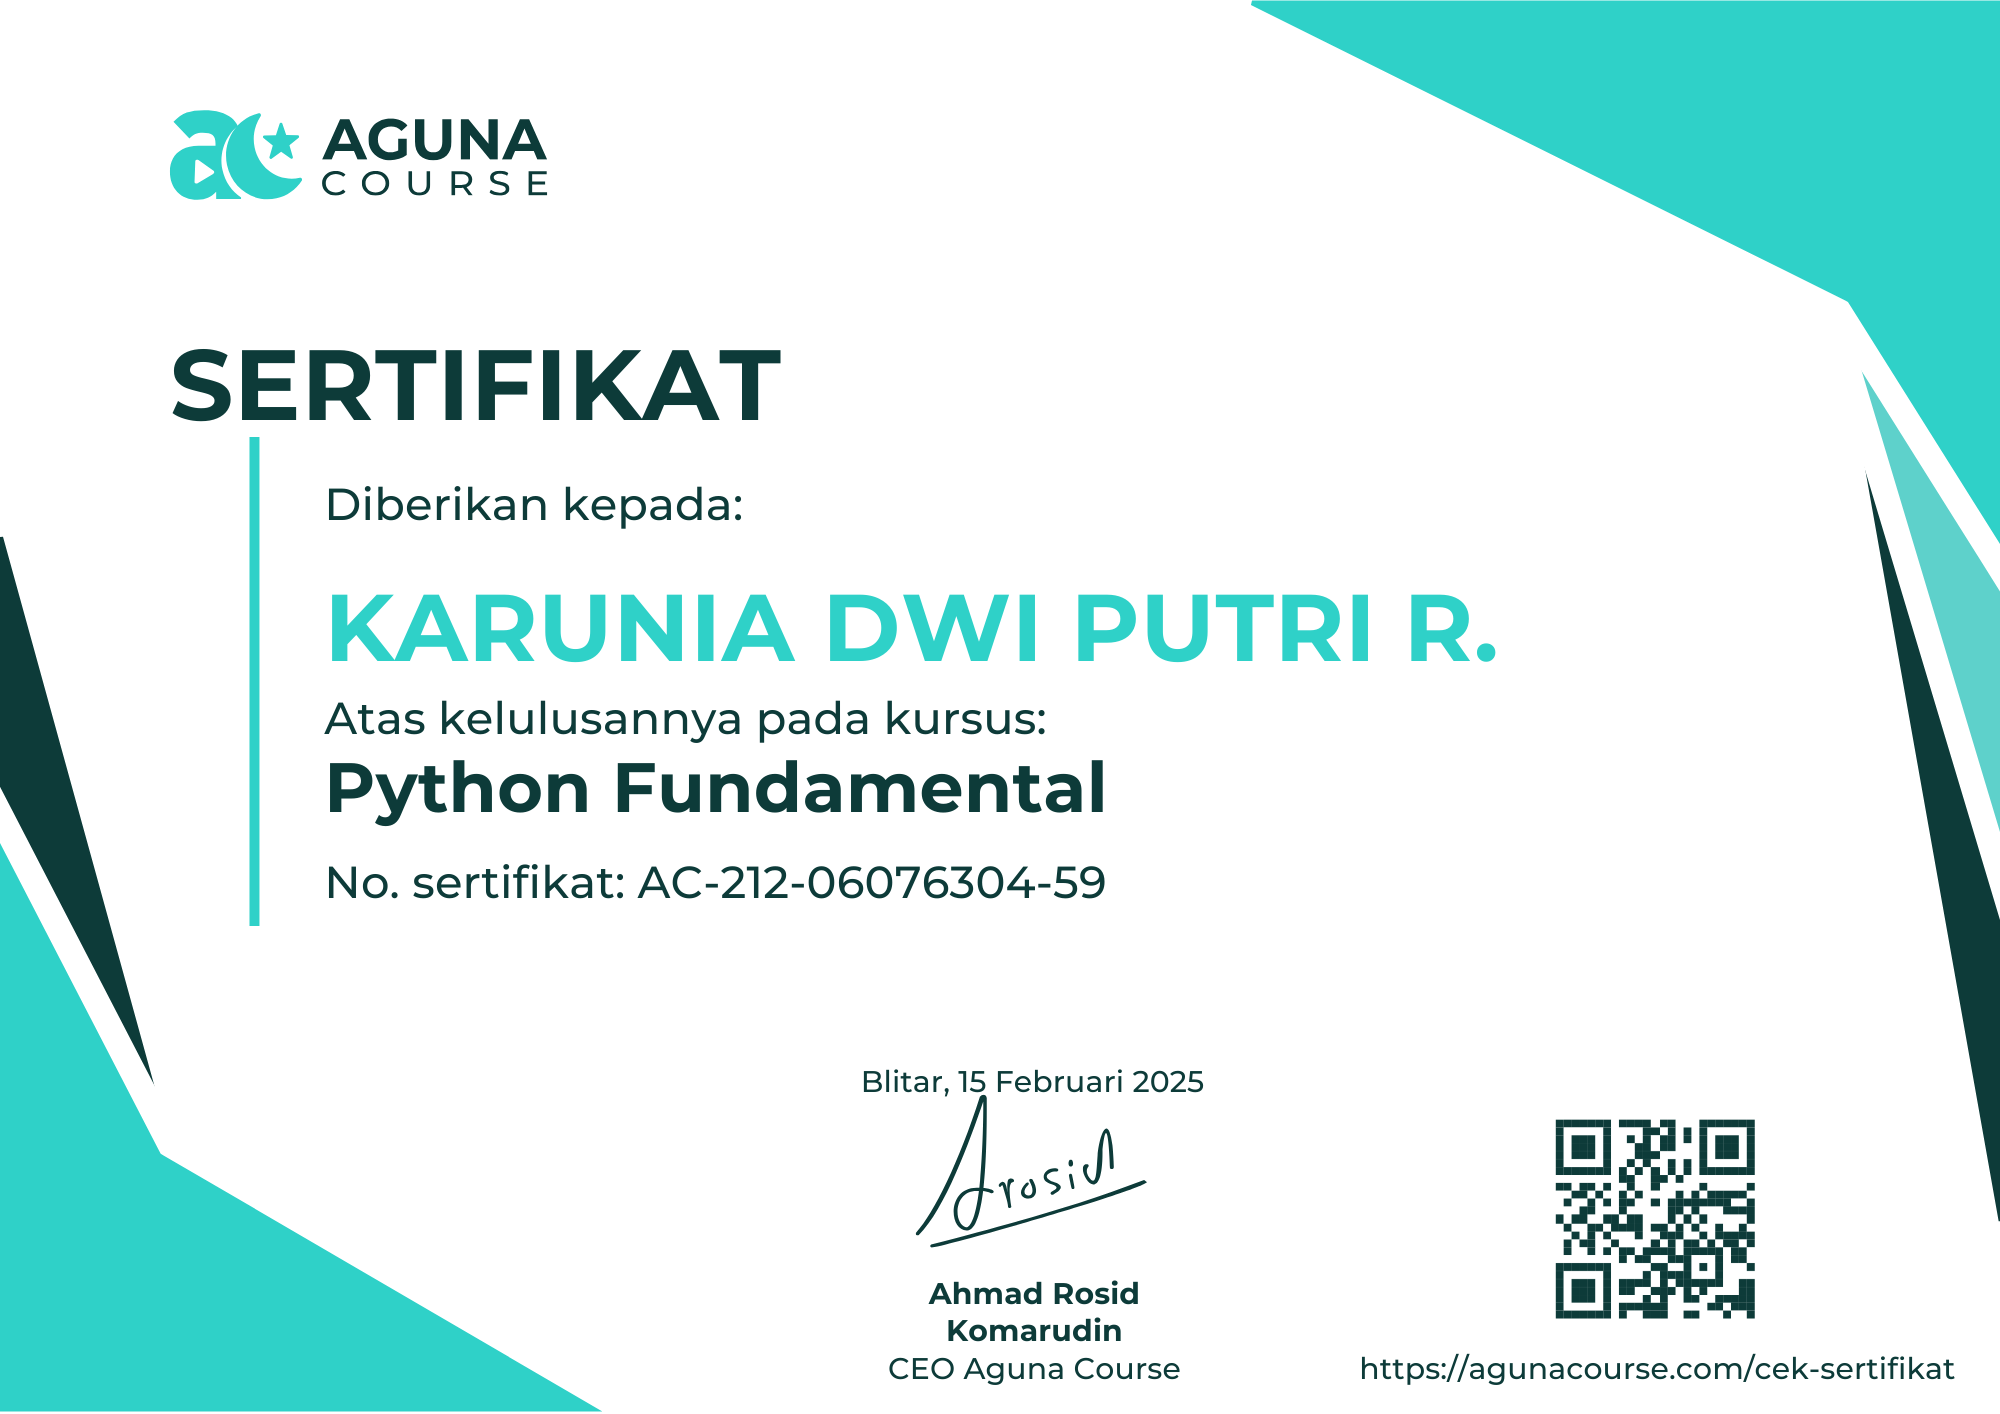 AGUNA
COURSE
SERTIFIKAT
Diberikan kepada:
KARUNIA DWI PUTRI R.
Atas kelulusannya pada kursus:
Python Fundamental
No. sertifikat: AC-212-06076304-59
Blitar, 15 Februari 2025
Arosid
Ahmad Rosid
Komarudin
CEO Aguna Course
https://agunacourse.com/cek-sertifikat